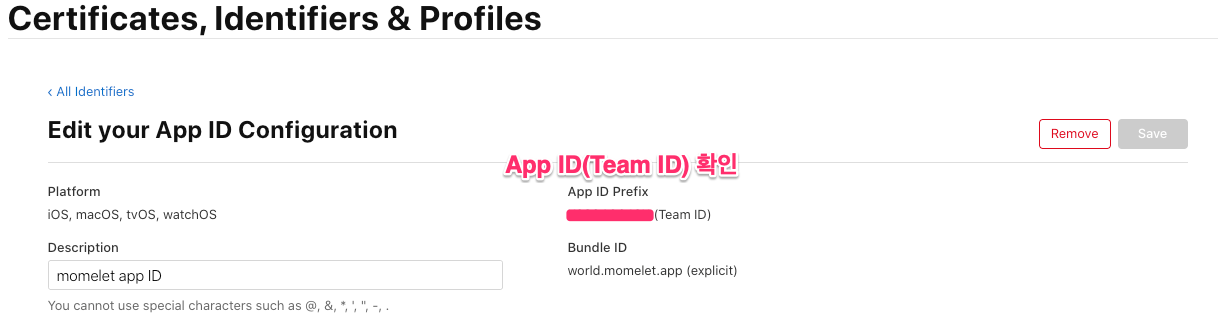 Certificates, Identifiers & Profiles
‹ All Identifiers
Edit your App ID Configuration
Remove
Save
App ID(Team ID) 확인
Platform
iOS, macOS, tvOS, watchOS
App ID Prefix
(Team ID)
Description
momelet app ID
You cannot use special characters such as @, &, *, ', ", -, .
Bundle ID
world.momelet.app (explicit)